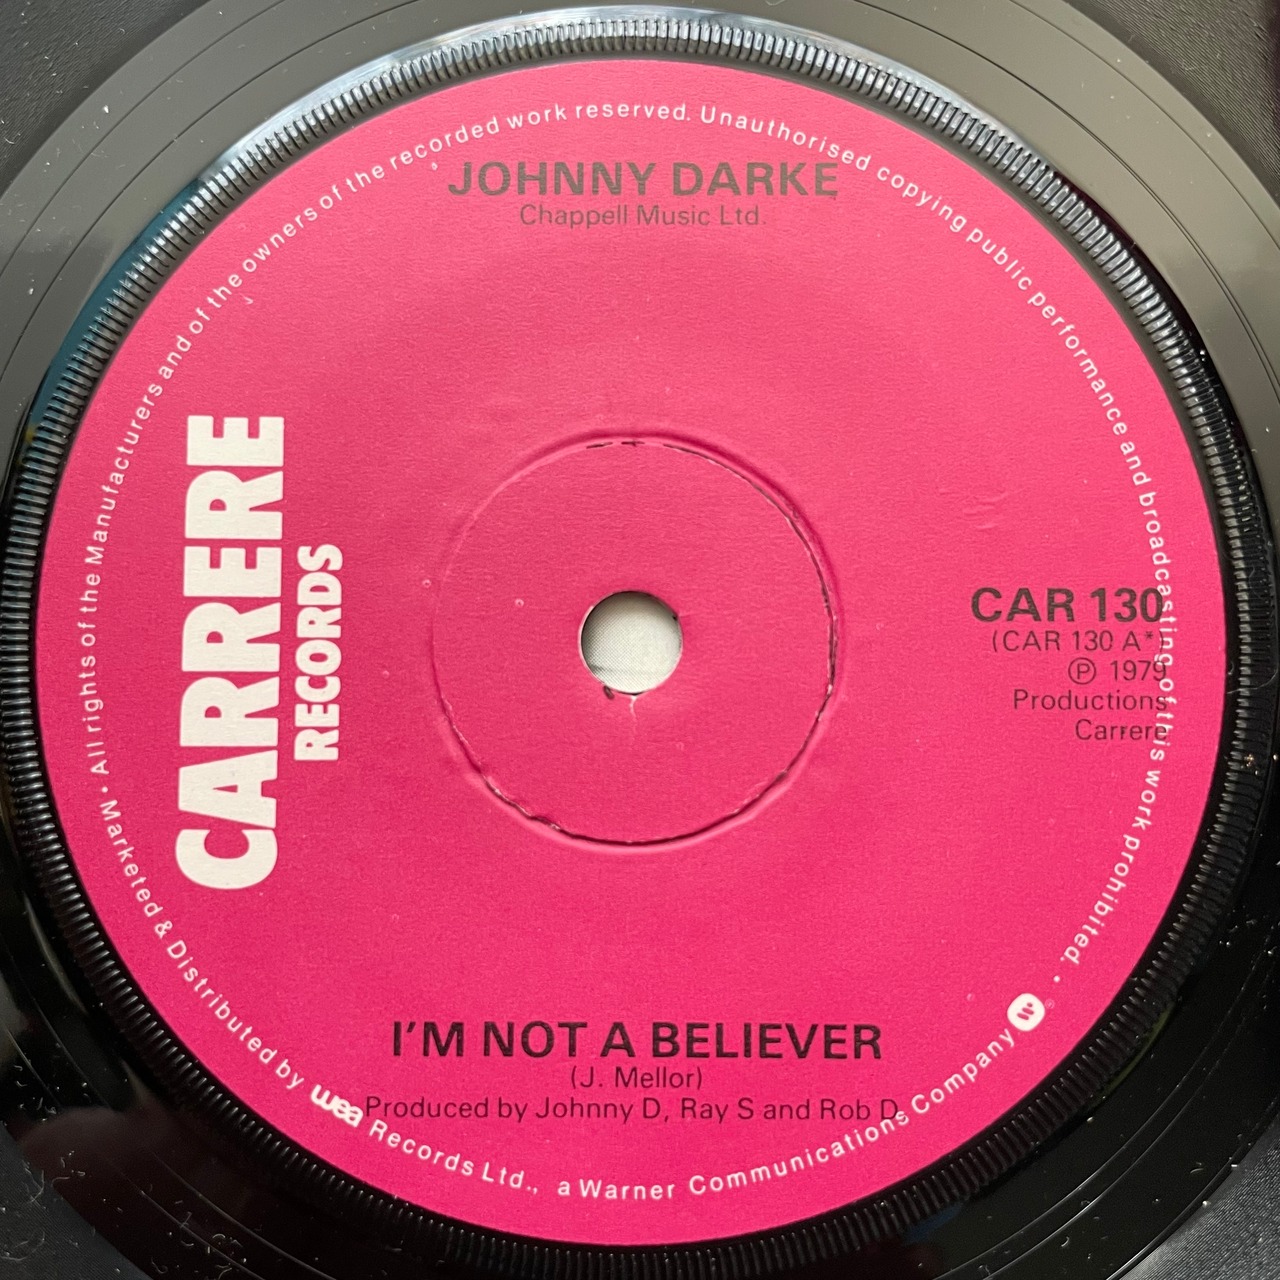 JOHNNY DARKE
Chappell Music Ltd.
CARRERE
RECORDS
CAR 130
(CAR 130 A*)
℗ 1979
Productions
Carrere
I'M NOT A BELIEVER
(J. Mellor)
Produced by Johnny D, Ray S and Rob D.
• All rights of the Manufacturers and of the owners of the recorded work reserved. Unauthorised copying public performance and broadcasting of this work prohibited. •
Marketed & Distributed by wea Records Ltd., a Warner Communications Company W ®